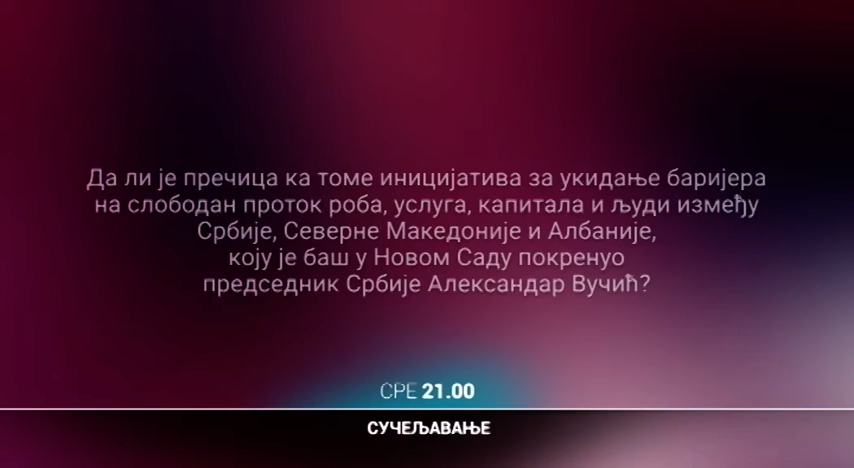 Да ли је пречица ка томе иницијатива за укидање баријера
на слободан проток роба, услуга, капитала и људи између
Србије, Северне Македоније и Албаније,
коју је баш у Новом Саду покренуо
председник Србије Александар Вучић?
СРЕ 21.00
СУЧЕЉАВАЊЕ